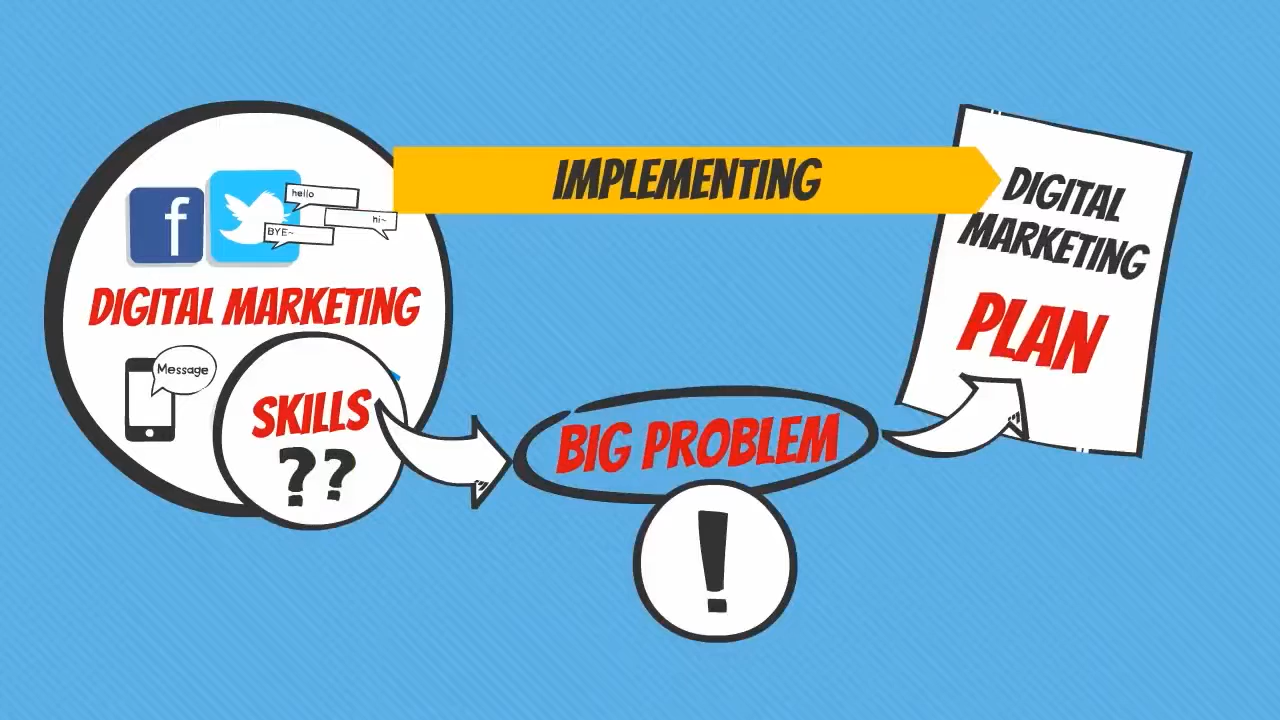 IMPLEMENTING
DIGITAL
MARKETING
PLAN
f
hello
hi~
BYE~
DIGITAL MARKETING
Message
SKILLS
??
BIG PROBLEM
!